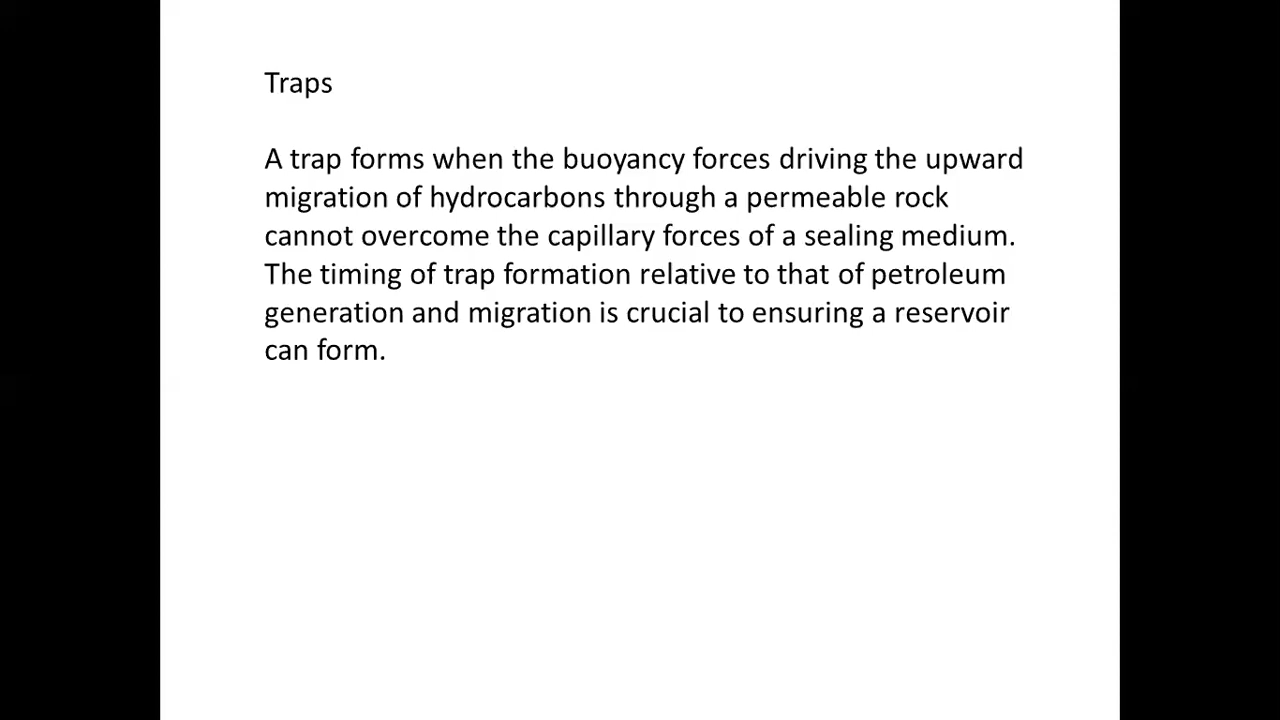 Traps
A trap forms when the buoyancy forces driving the upward
migration of hydrocarbons through a permeable rock
cannot overcome the capillary forces of a sealing medium.
The timing of trap formation relative to that of petroleum
generation and migration is crucial to ensuring a reservoir
can form.